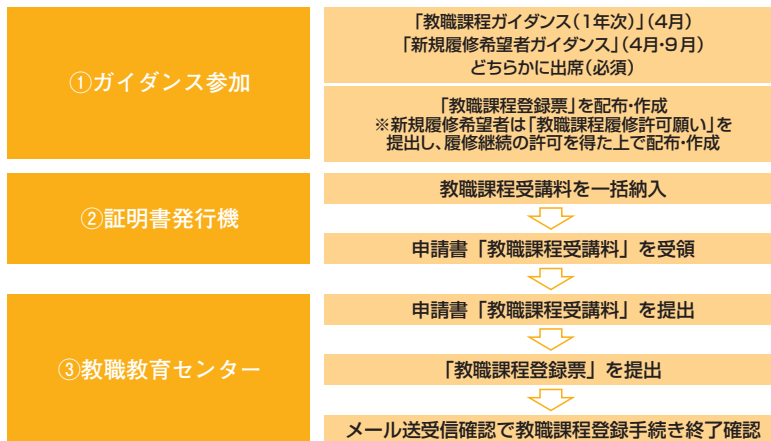 ①ガイダンス参加
「教職課程ガイダンス（1年次）」（4月）
「新規履修希望者ガイダンス」（4月・9月）
どちらかに出席（必須）
「教職課程登録票」を配布・作成
※新規履修希望者は「教職課程履修許可願い」を
提出し、履修継続の許可を得た上で配布・作成
②証明書発行機
教職課程受講料を一括納入
申請書「教職課程受講料」を受領
③教職教育センター
申請書「教職課程受講料」を提出
「教職課程登録票」を提出
メール送受信確認で教職課程登録手続き終了確認